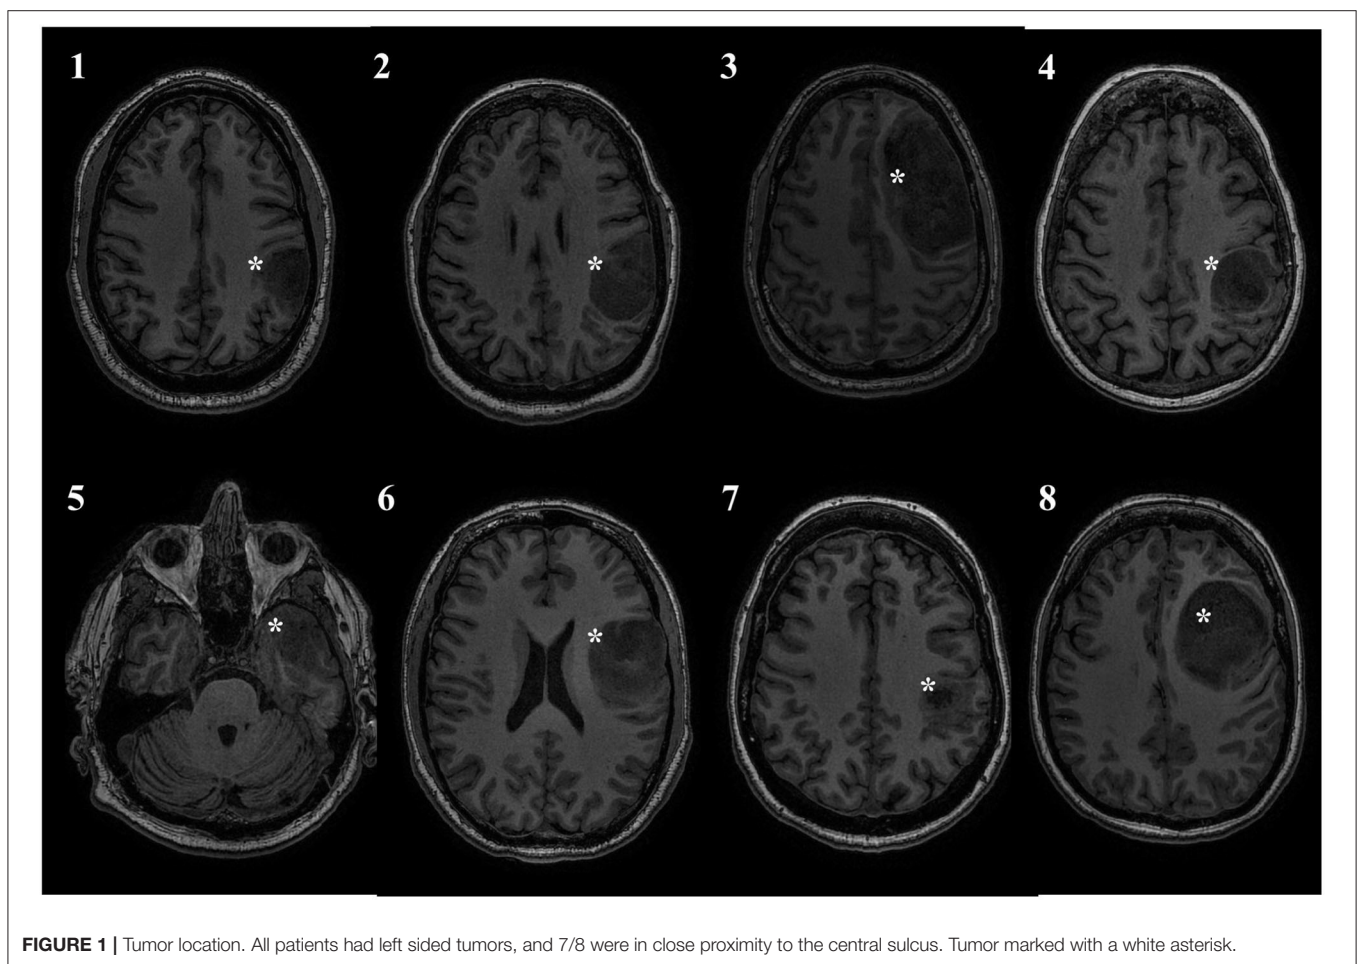 1 2 3 4
*
*
*
*
5 6 7 8
*
*
*
*
FIGURE 1 | Tumor location. All patients had left sided tumors, and 7/8 were in close proximity to the central sulcus. Tumor marked with a white asterisk.